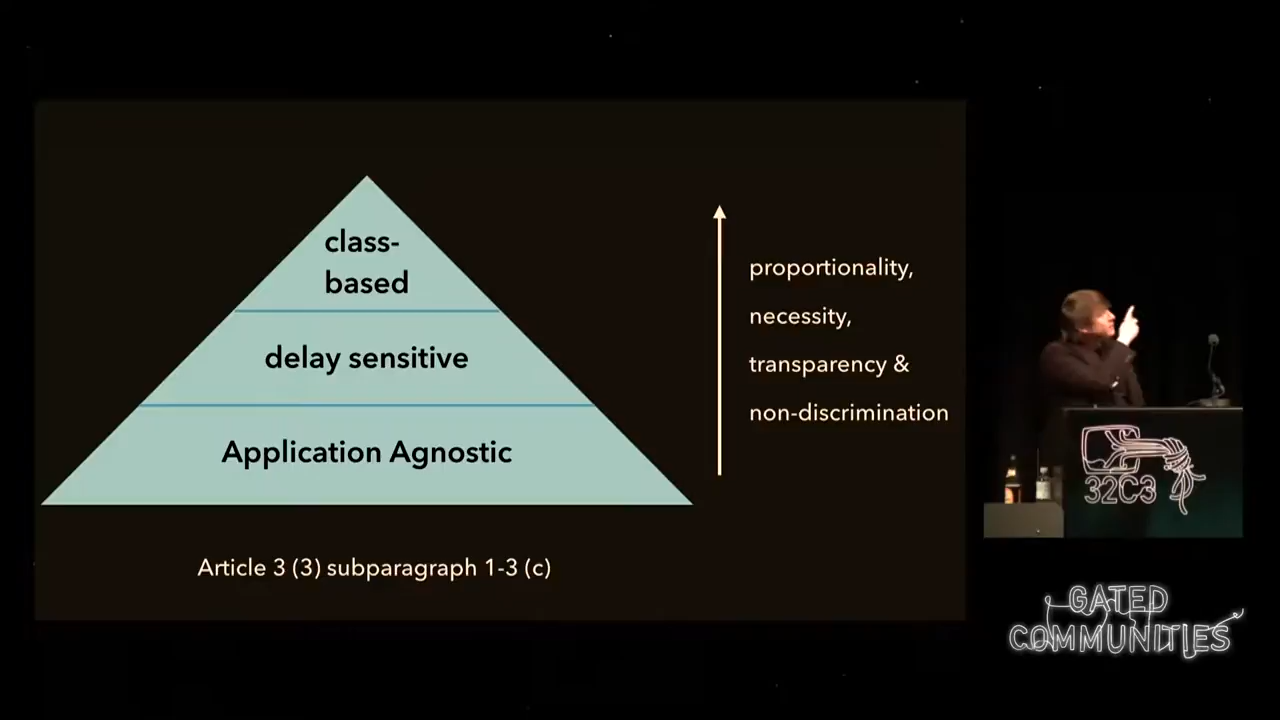 class-
based
delay sensitive
Application Agnostic
proportionality,
necessity,
transparency &
non-discrimination
Article 3 (3) subparagraph 1-3 (c)
32C3
GATED
COMMUNITIES